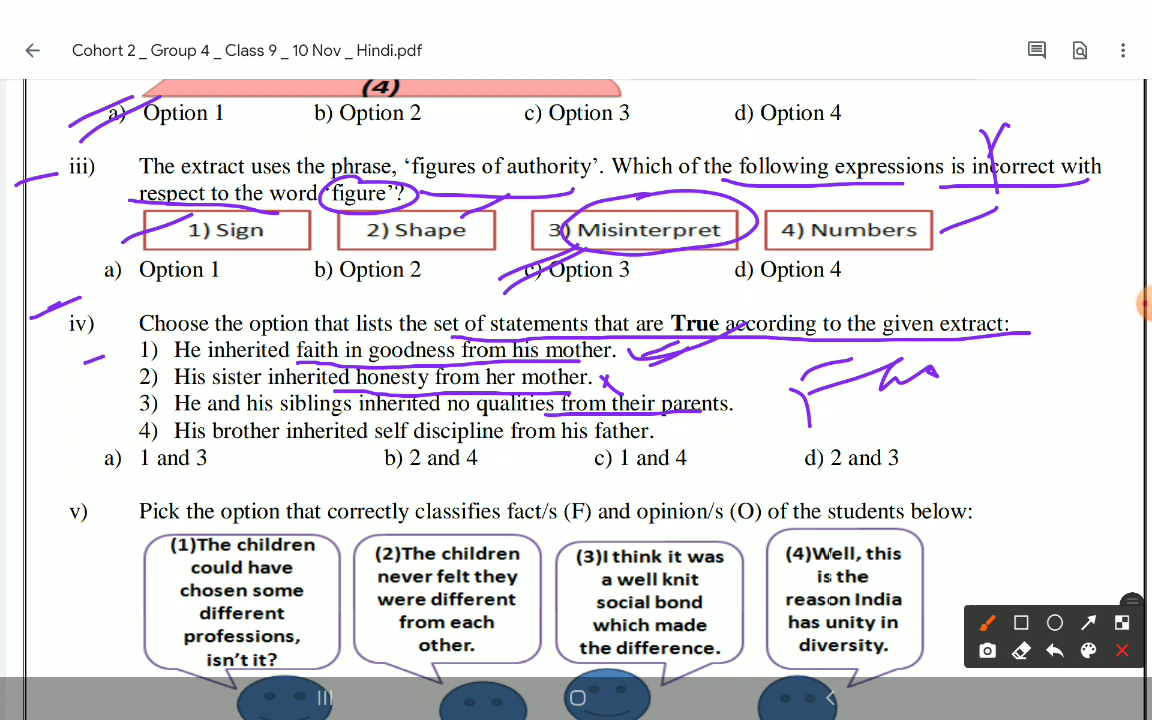 Cohort 2 _ Group 4 _ Class 9 _ 10 Nov _ Hindi.pdf
(4)
a) Option 1 b) Option 2 c) Option 3 d) Option 4
iii) The extract uses the phrase, ‘figures of authority’. Which of the following expressions is incorrect with
respect to the word ‘figure’?
1) Sign 2) Shape 3) Misinterpret 4) Numbers
a) Option 1 b) Option 2 c) Option 3 d) Option 4
iv) Choose the option that lists the set of statements that are True according to the given extract:
1) He inherited faith in goodness from his mother.
2) His sister inherited honesty from her mother.
3) He and his siblings inherited no qualities from their parents.
4) His brother inherited self discipline from his father.
a) 1 and 3 b) 2 and 4 c) 1 and 4 d) 2 and 3
v) Pick the option that correctly classifies fact/s (F) and opinion/s (O) of the students below:
(1)The children
could have
chosen some
different
professions,
isn’t it?
(2)The children
never felt they
were different
from each
other.
(3)I think it was
a well knit
social bond
which made
the difference.
(4)Well, this
is the
reason India
has unity in
diversity.